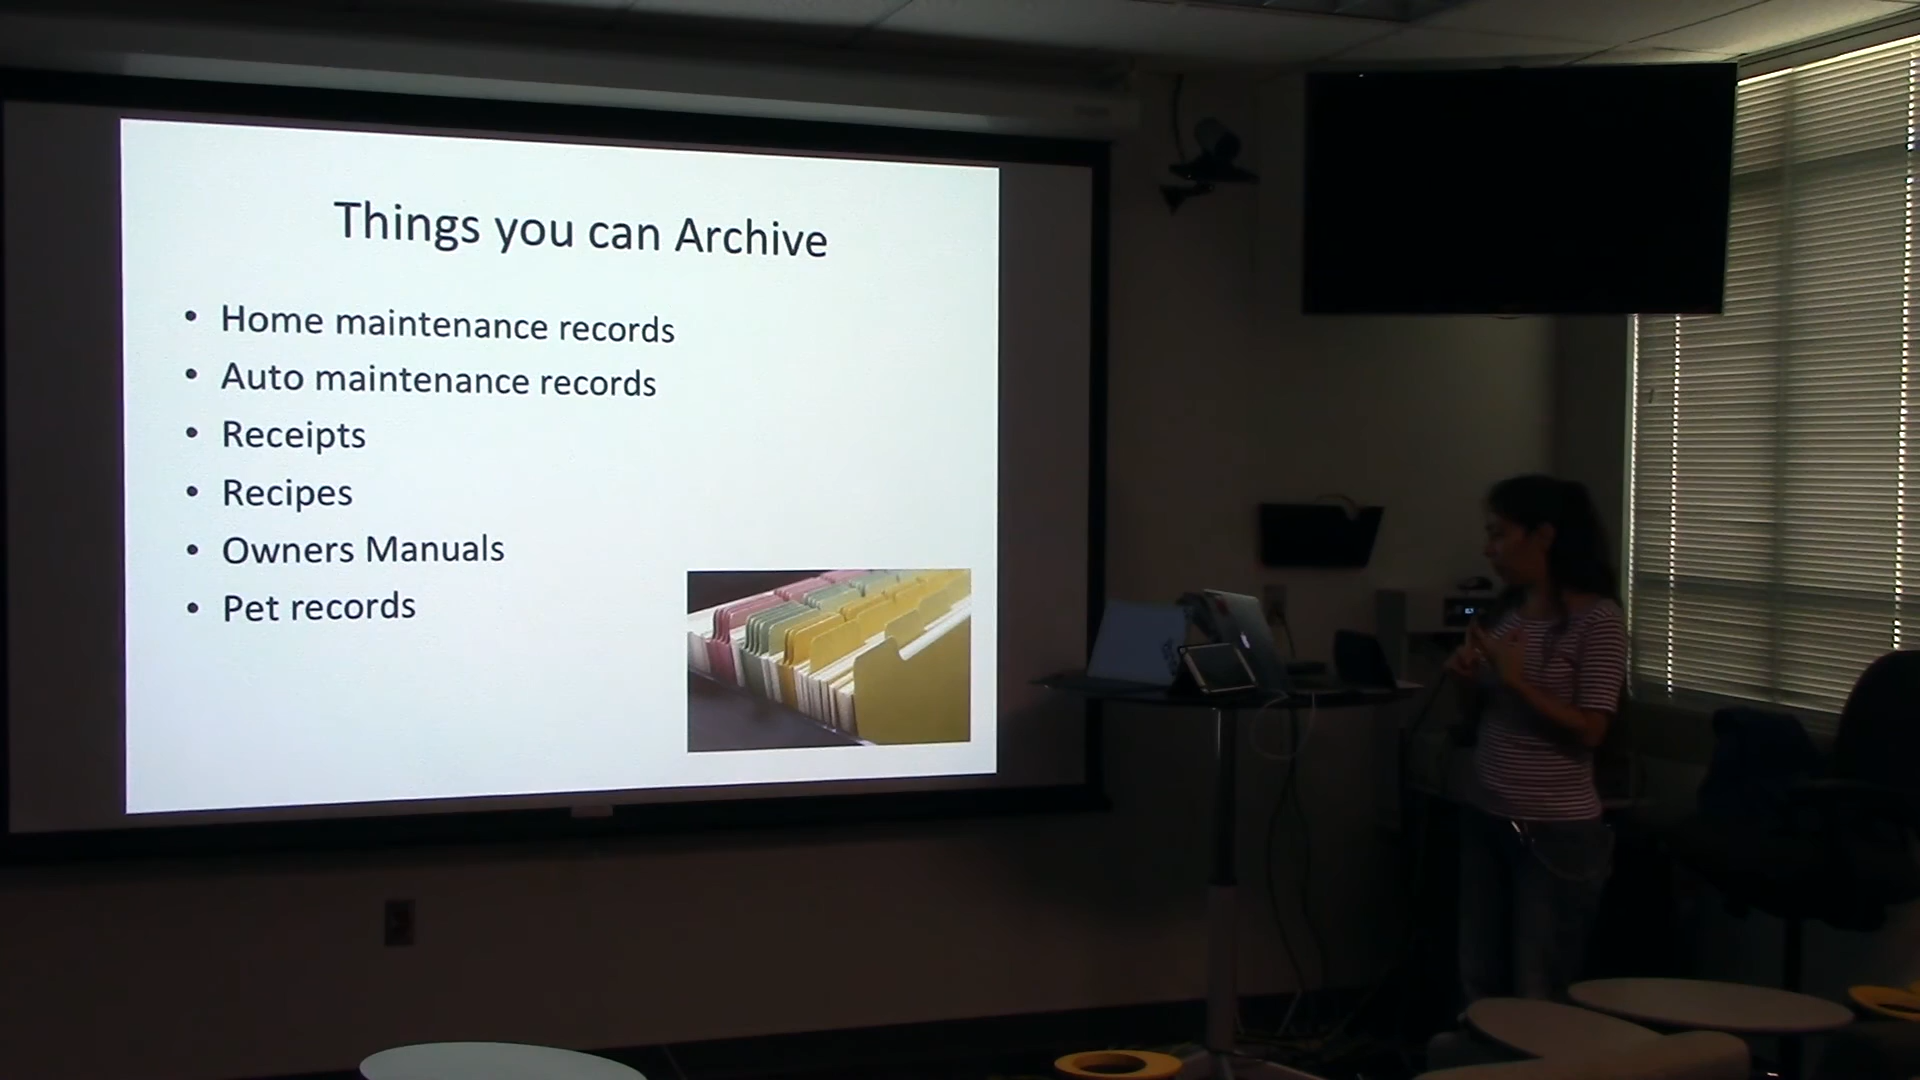 Things you can Archive
• Home maintenance records
• Auto maintenance records
• Receipts
• Recipes
• Owners Manuals
• Pet records